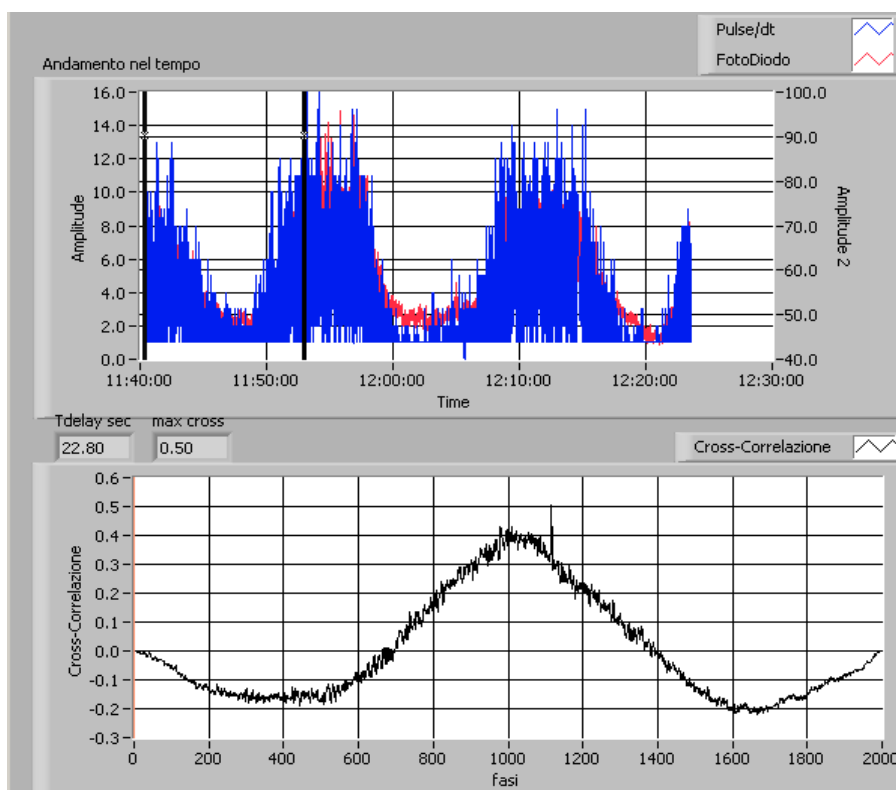 Pulse/dt
FotoDiodo
Andamento nel tempo
16.0
14.0
12.0
10.0
8.0
6.0
4.0
2.0
0.0
Amplitude
100.0
90.0
80.0
70.0
60.0
50.0
40.0
Amplitude 2
11:40:00 11:50:00 12:00:00 12:10:00 12:20:00 12:30:00
Time
Tdelay sec max cross
22.80 0.50
Cross-Correlazione
0.6
0.5
0.4
0.3
0.2
0.1
0.0
-0.1
-0.2
-0.3
Cross-Correlazione
0 200 400 600 800 1000 1200 1400 1600 1800 2000
fasi